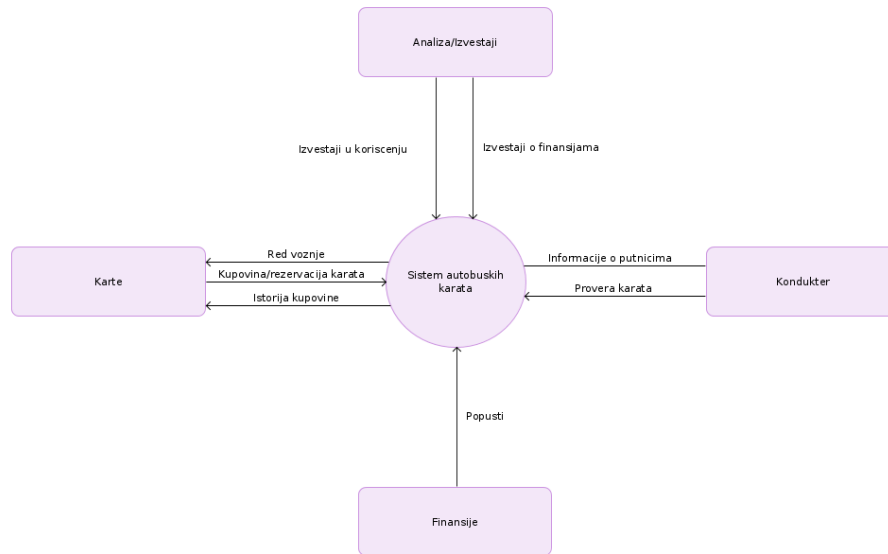 Analiza/Izvestaji
Izvestaji u koriscenju
Izvestaji o finansijama
Red voznje
Kupovina/rezervacija karata
Istorija kupovine
Karte
Sistem autobuskih
karata
Informacije o putnicima
Provera karata
Kondukter
Popusti
Finansije